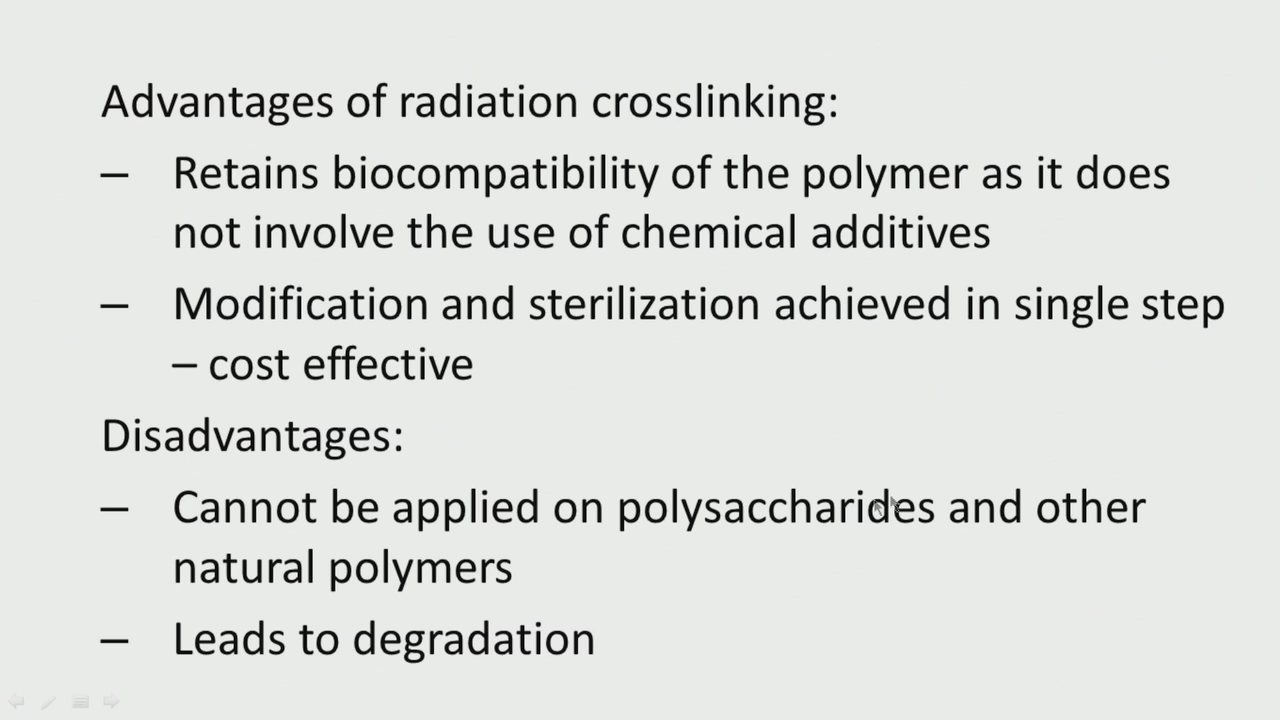 Advantages of radiation crosslinking:
– Retains biocompatibility of the polymer as it does
not involve the use of chemical additives
– Modification and sterilization achieved in single step
– cost effective
Disadvantages:
– Cannot be applied on polysaccharides and other
natural polymers
– Leads to degradation